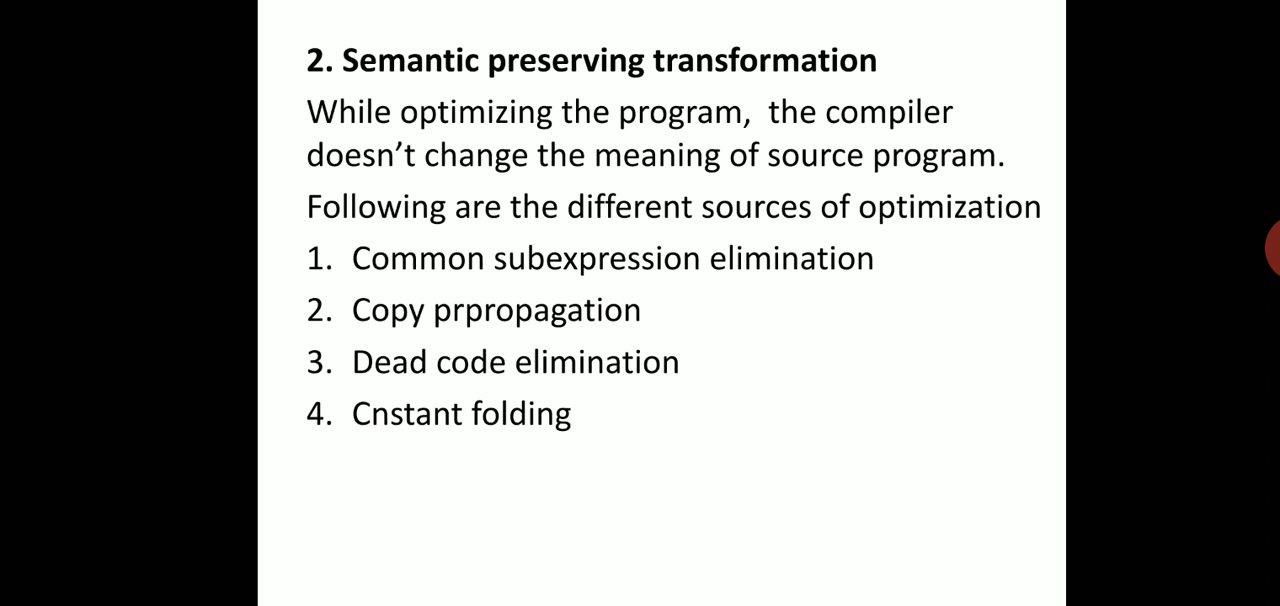 2. Semantic preserving transformation
While optimizing the program, the compiler
doesn’t change the meaning of source program.
Following are the different sources of optimization
1. Common subexpression elimination
2. Copy prpropagation
3. Dead code elimination
4. Cnstant folding